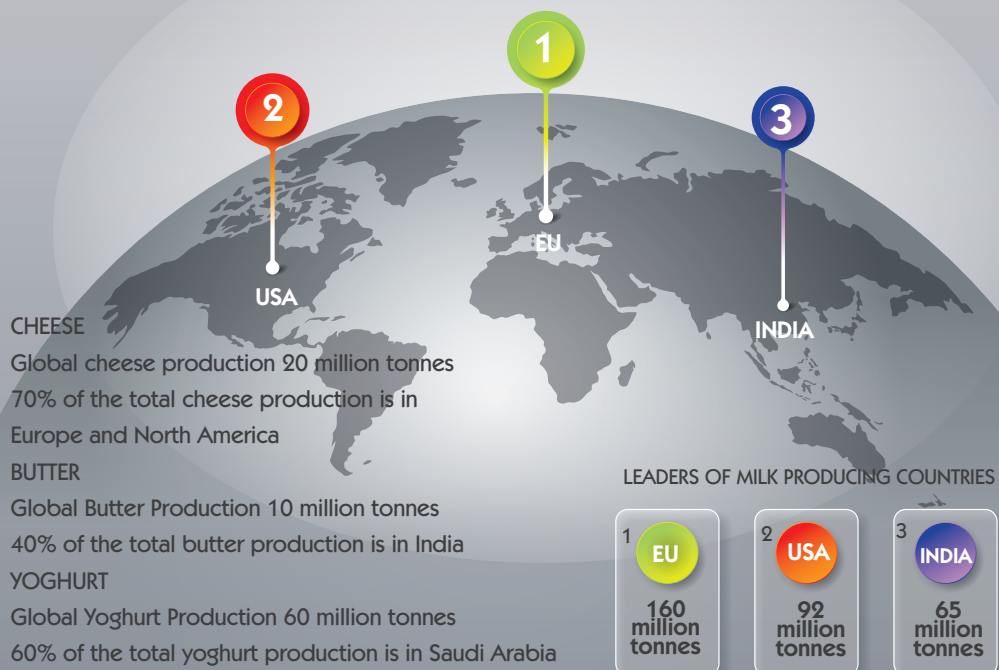 1
2
3
EU
USA
INDIA
CHEESE
Global cheese production 20 million tonnes
70% of the total cheese production is in
Europe and North America
BUTTER
Global Butter Production 10 million tonnes
40% of the total butter production is in India
YOGHURT
Global Yoghurt Production 60 million tonnes
60% of the total yoghurt production is in Saudi Arabia
LEADERS OF MILK PRODUCING COUNTRIES
1
EU
160
million
tonnes
2
USA
92
million
tonnes
3
INDIA
65
million
tonnes